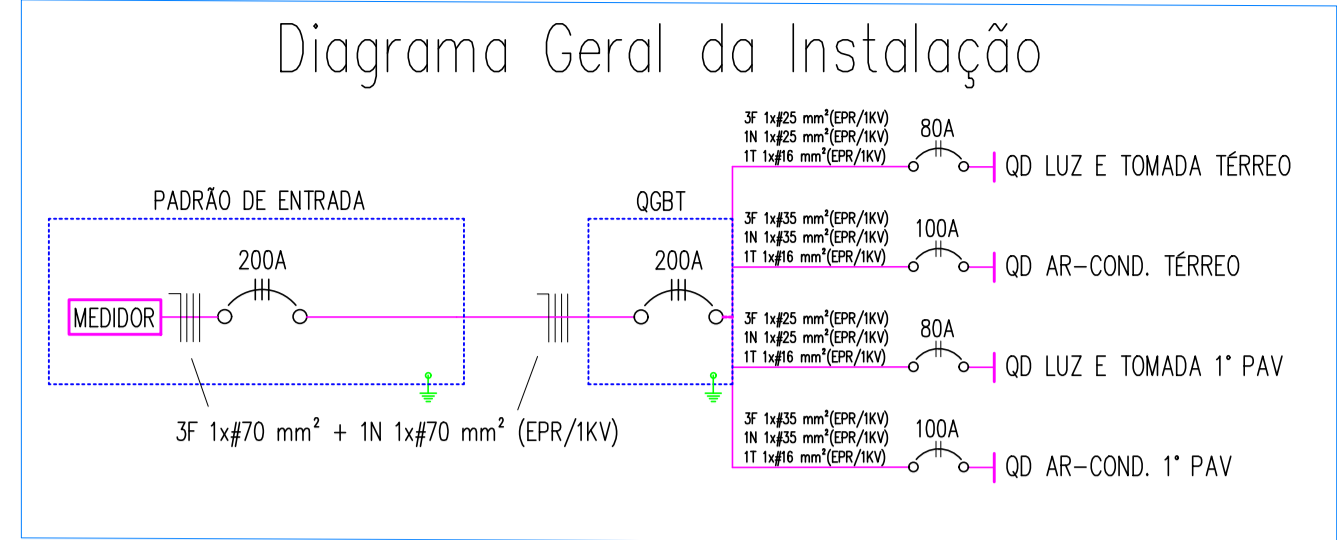 Diagrama Geral da Instalação
PADRÃO DE ENTRADA
200A
MEDIDOR
3F 1x#70 mm² + 1N 1x#70 mm² (EPR/1KV)
QGBT
200A
3F 1x#25 mm²(EPR/1KV)
1N 1x#25 mm²(EPR/1KV)
1T 1x#16 mm²(EPR/1KV)
80A
QD LUZ E TOMADA TÉRREO
3F 1x#35 mm²(EPR/1KV)
1N 1x#35 mm²(EPR/1KV)
1T 1x#16 mm²(EPR/1KV)
100A
QD AR-COND. TÉRREO
3F 1x#25 mm²(EPR/1KV)
1N 1x#25 mm²(EPR/1KV)
1T 1x#16 mm²(EPR/1KV)
80A
QD LUZ E TOMADA 1° PAV
3F 1x#35 mm²(EPR/1KV)
1N 1x#35 mm²(EPR/1KV)
1T 1x#16 mm²(EPR/1KV)
100A
QD AR-COND. 1° PAV